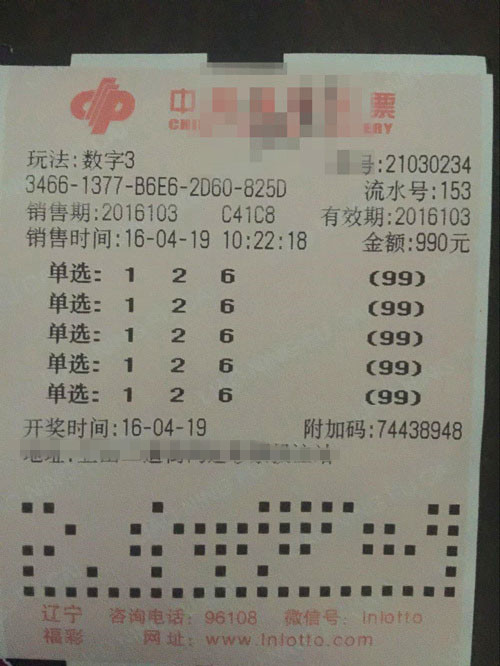 中 票
CHIN ERY
玩法:数字3 号:21030234
3466-1377-B6E6-2D60-825D 流水号:153
销售期:2016103 C41C8 有效期:2016103
销售时间:16-04-19 10:22:18 金额:990元
单选: 1 2 6 (99)
单选: 1 2 6 (99)
单选: 1 2 6 (99)
单选: 1 2 6 (99)
单选: 1 2 6 (99)
开奖时间:16-04-19 附加码:74438948
地址:
辽宁 咨询电话: 96108 微信号: lnlotto
福彩 网址: www.lnlotto.com